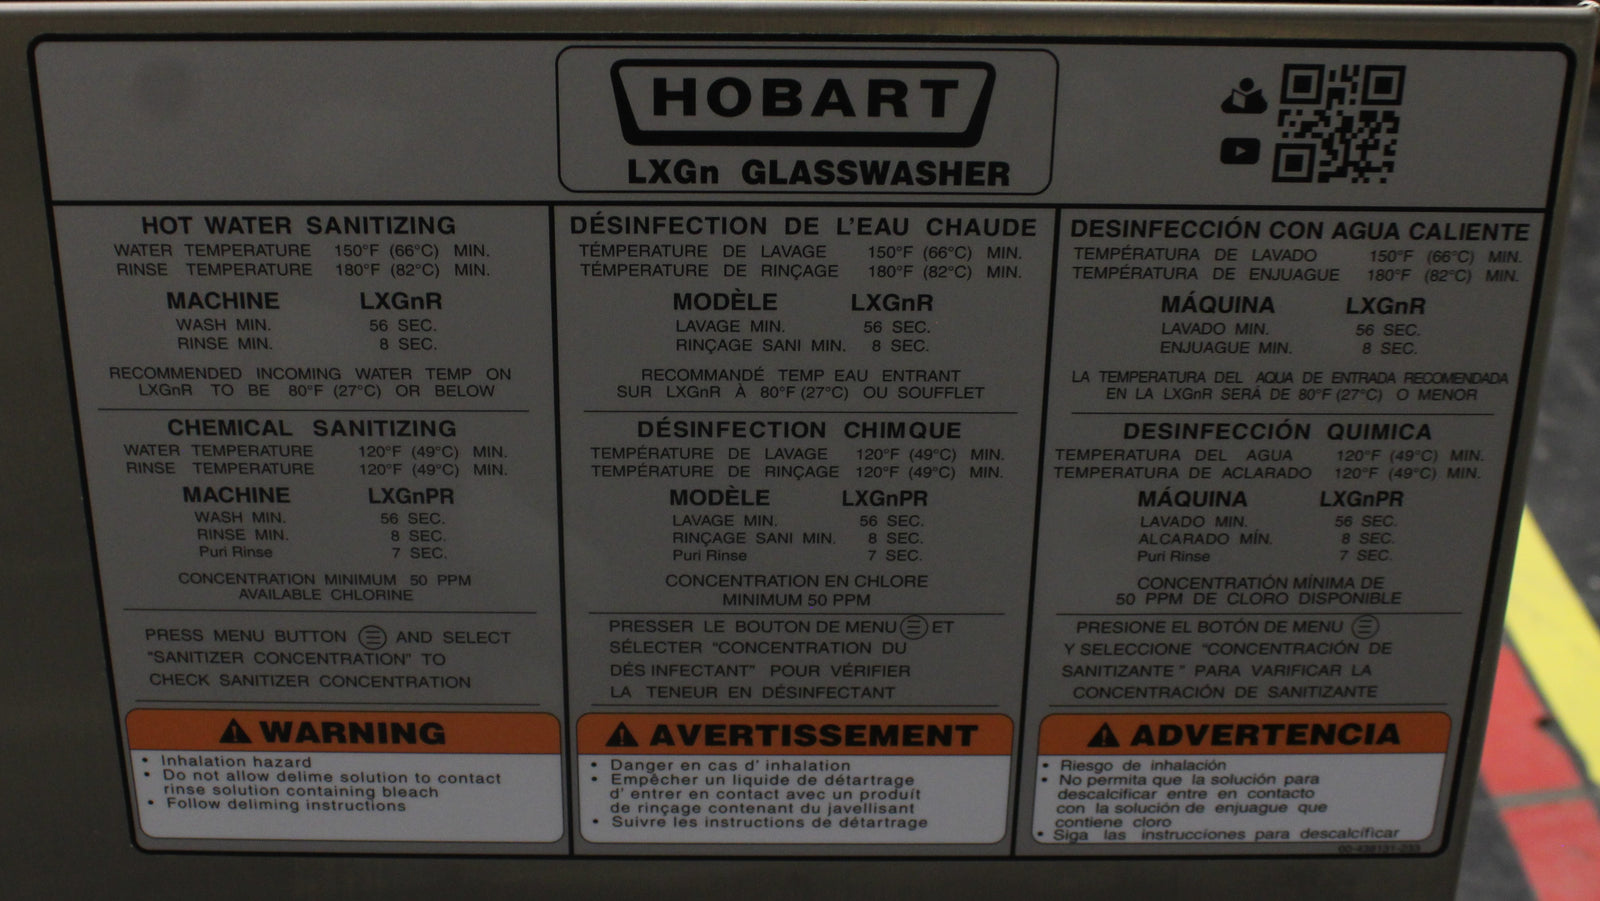 HOBART
LXGn GLASSWASHER
HOT WATER SANITIZING
WATER TEMPERATURE 150°F (66°C) MIN.
RINSE TEMPERATURE 180°F (82°C) MIN.
MACHINE LXGnR
WASH MIN. 56 SEC.
RINSE MIN. 8 SEC.
RECOMMENDED INCOMING WATER TEMP ON
LXGnR TO BE 80°F (27°C) OR BELOW
CHEMICAL SANITIZING
WATER TEMPERATURE 120°F (49°C) MIN.
RINSE TEMPERATURE 120°F (49°C) MIN.
MACHINE LXGnPR
WASH MIN. 56 SEC.
RINSE MIN. 8 SEC.
Puri Rinse 7 SEC.
CONCENTRATION MINIMUM 50 PPM
AVAILABLE CHLORINE
PRESS MENU BUTTON AND SELECT
"SANITIZER CONCENTRATION" TO
CHECK SANITIZER CONCENTRATION
WARNING
• Inhalation hazard
• Do not allow delime solution to contact
rinse solution containing bleach
• Follow deliming instructions
DÉSINFECTION DE L'EAU CHAUDE
TÉMPERATURE DE LAVAGE 150°F (66°C) MIN.
TÉMPERATURE DE RINÇAGE 180°F (82°C) MIN.
MODÈLE LXGnR
LAVAGE MIN. 56 SEC.
RINÇAGE SANI MIN. 8 SEC.
RECOMMANDÉ TEMP EAU ENTRANT
SUR LXGnR À 80°F (27°C) OU SOUFFLET
DÉSINFECTION CHIMQUE
TEMPÉRATURE DE LAVAGE 120°F (49°C) MIN.
TEMPÉRATURE DE RINÇAGE 120°F (49°C) MIN.
MODÈLE LXGnPR
LAVAGE MIN. 56 SEC.
RINÇAGE SANI MIN. 8 SEC.
Puri Rinse 7 SEC.
CONCENTRATION EN CHLORE
MINIMUM 50 PPM
PRESSER LE BOUTON DE MENU ET
SÉLECTER "CONCENTRATION DU
DÉS INFECTANT" POUR VÉRIFIER
LA TENEUR EN DÉSINFECTANT
AVERTISSEMENT
• Danger en cas d' inhalation
• Empêcher un liquide de détartrage
d' entrer en contact avec un produit
de rinçage contenant du javellisant
• Suivre les instructions de détartrage
DESINFECCIÓN CON AGUA CALIENTE
TEMPÉRATURA DE LAVADO 150°F (66°C) MIN.
TEMPÉRATURA DE ENJUAGUE 180°F (82°C) MIN.
MÁQUINA LXGnR
LAVADO MIN. 56 SEC.
ENJUAGUE MIN. 8 SEC.
LA TEMPERATURA DEL AQUA DE ENTRADA RECOMENDADA
EN LA LXGnR SERÁ DE 80°F (27°C) O MENOR
DESINFECCIÓN QUIMICA
TEMPERATURA DEL AGUA 120°F (49°C) MIN.
TEMPERATURA DE ACLARADO 120°F (49°C) MIN.
MÁQUINA LXGnPR
LAVADO MIN. 56 SEC.
ALCARADO MÍN. 8 SEC.
Puri Rinse 7 SEC.
CONCENTRATIÓN MÍNIMA DE
50 PPM DE CLORO DISPONIBLE
PRESIONE EL BOTÓN DE MENU
Y SELECCIONE "CONCENTRACIÓN DE
SANITIZANTE " PARA VARIFICAR LA
CONCENTRACIÓN DE SANITIZANTE
ADVERTENCIA
• Riesgo de inhalación
• No permita que la solución para
descalcificar entre en contacto
con la solución de enjuague que
contiene cloro
• Siga las instrucciones para descalcíficar
00-438131-233